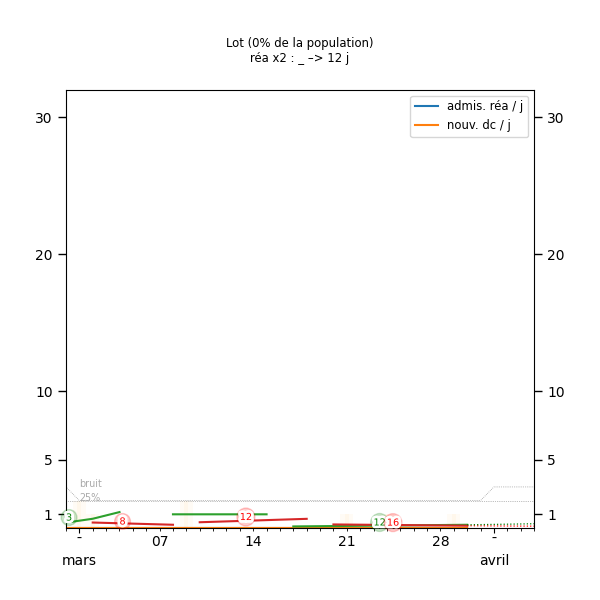 Lot (0% de la population)
réa x2 : _ –> 12 j
admis. réa / j
nouv. dc / j
30 30
20 20
10 10
5 5
bruit
25%
1 3 8 12 12 16 1
- 07 14 21 28 -
mars avril